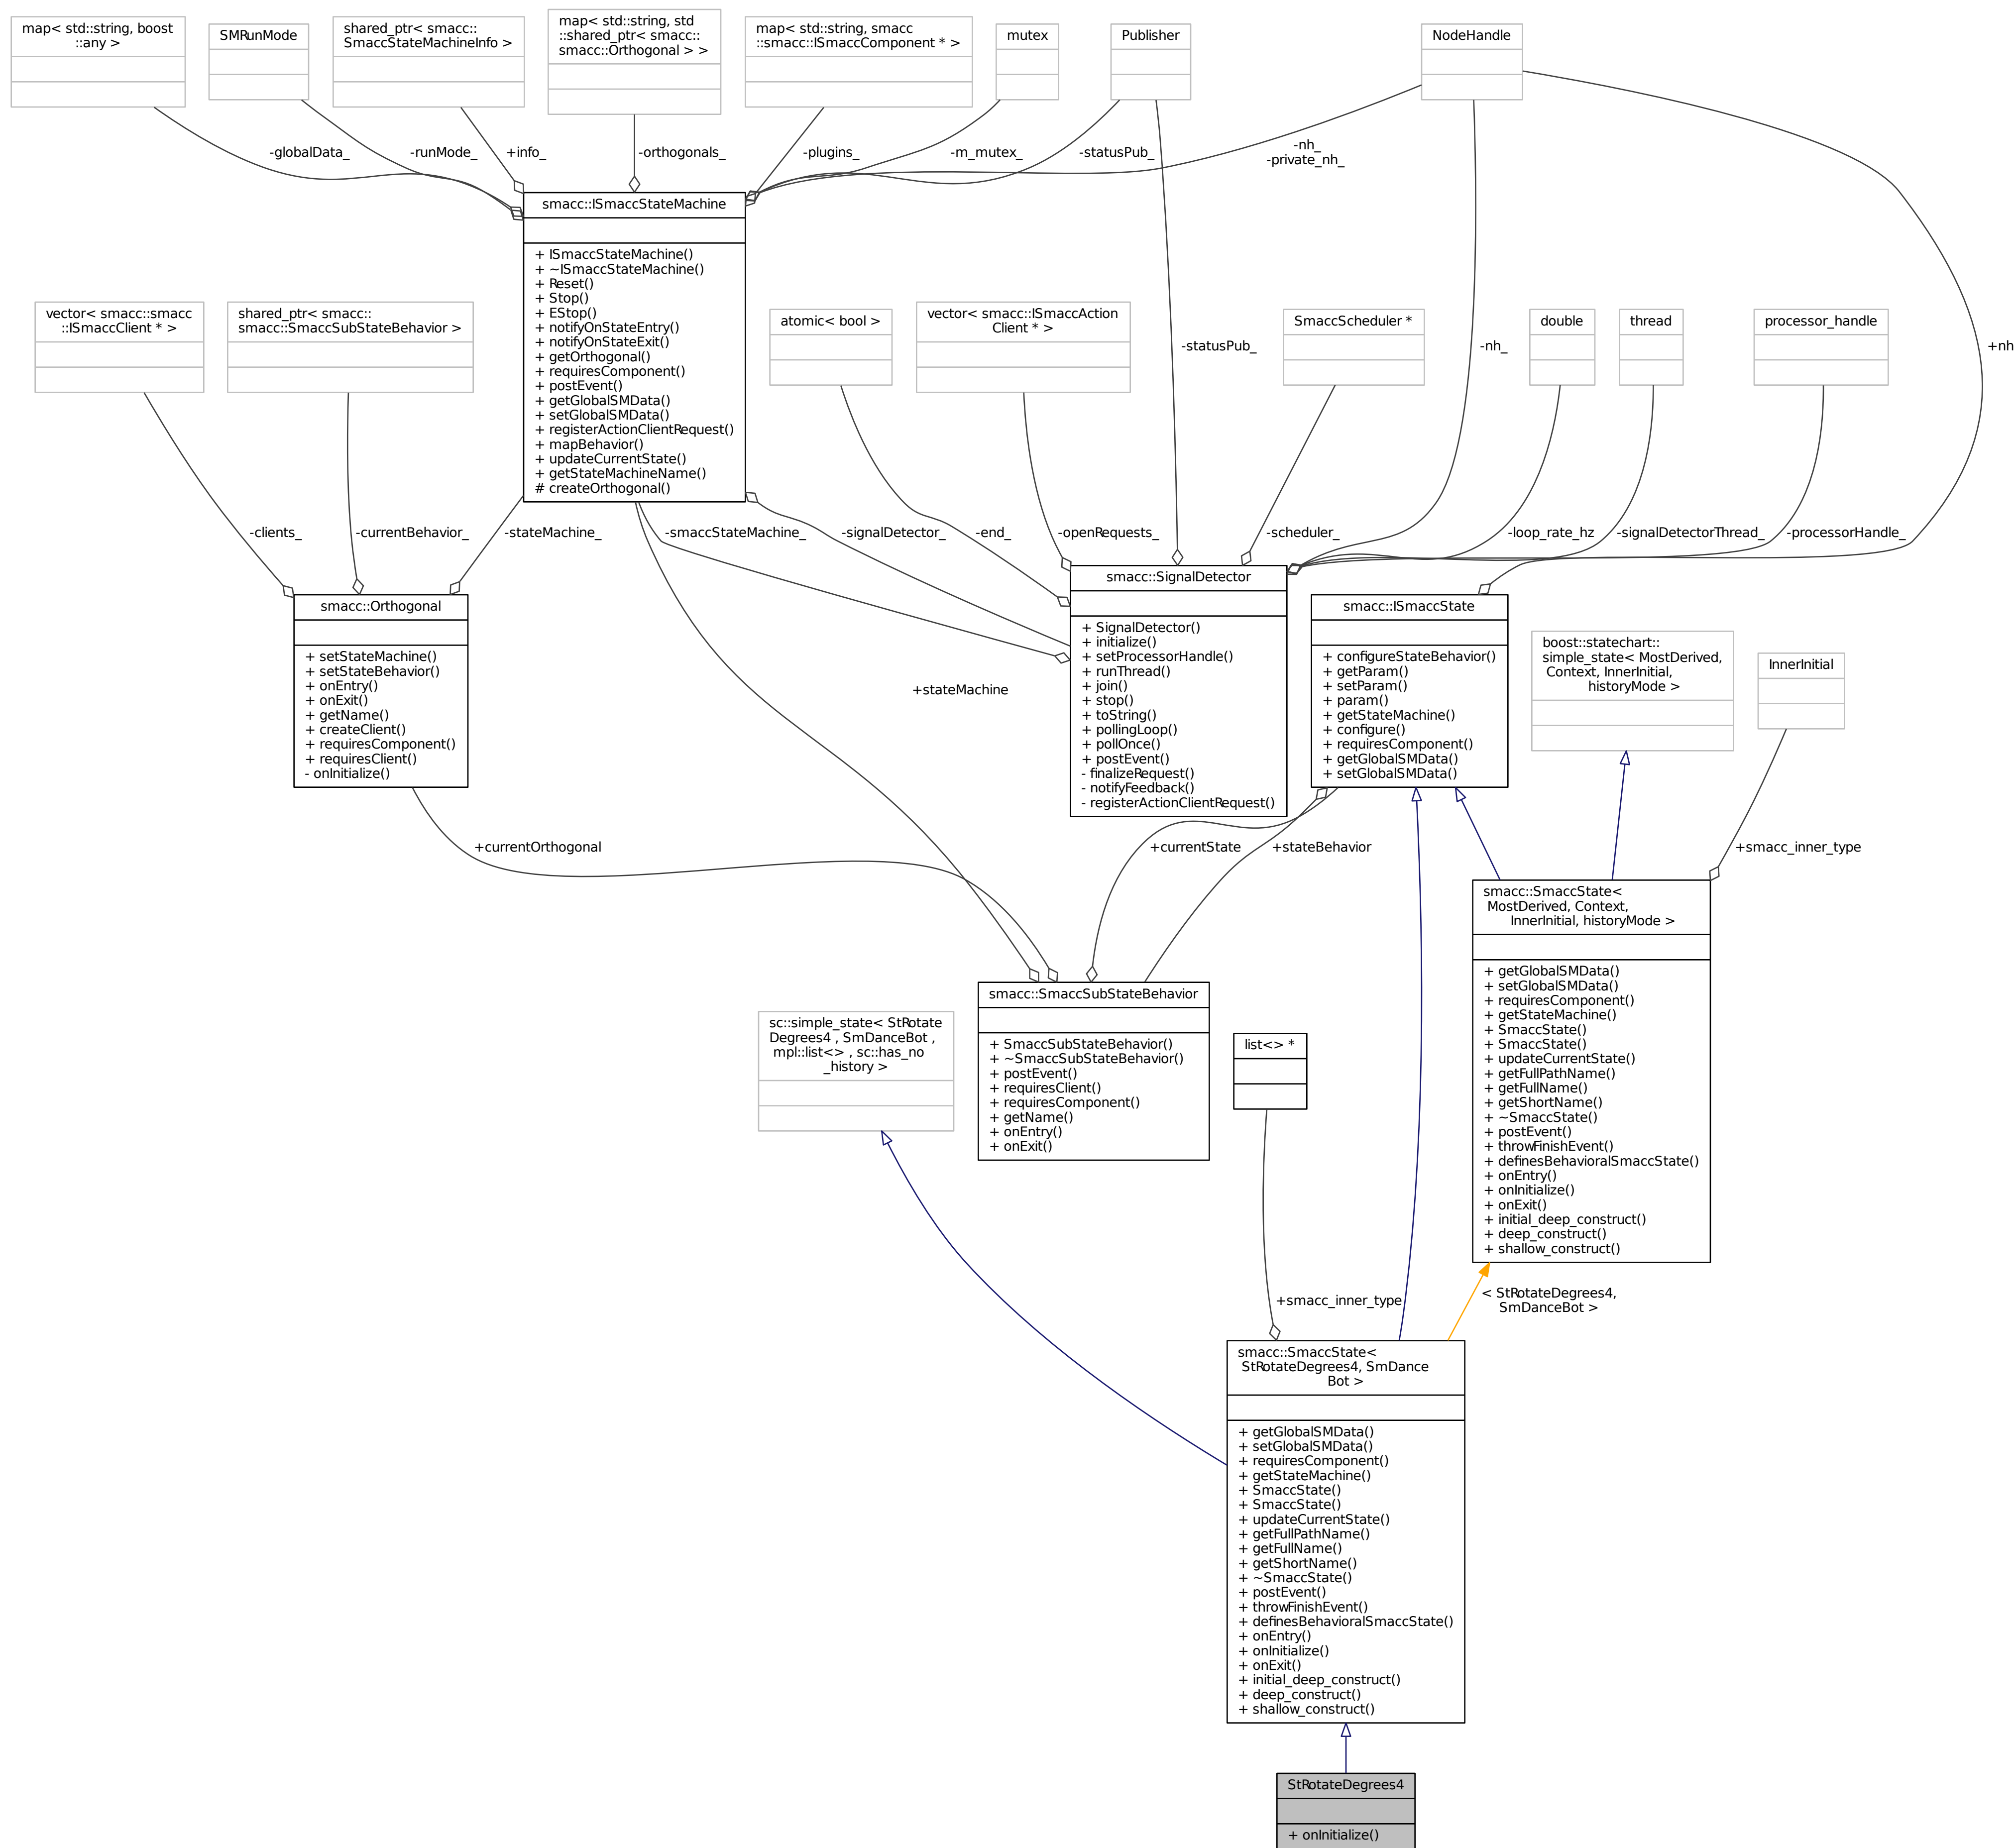 map< std::string, boost
::any >
SMRunMode
shared_ptr< smacc::
SmaccStateMachineInfo >
map< std::string, std
::shared_ptr< smacc::
smacc::Orthogonal > >
map< std::string, smacc
::smacc::ISmaccComponent * >
mutex
Publisher
NodeHandle
-globalData_
-runMode_
+info_
-orthogonals_
-plugins_
-m_mutex_
-statusPub_
-nh_
-private_nh_
smacc::ISmaccStateMachine
+ ISmaccStateMachine()
+ ~ISmaccStateMachine()
+ Reset()
+ Stop()
+ EStop()
+ notifyOnStateEntry()
+ notifyOnStateExit()
+ getOrthogonal()
+ requiresComponent()
+ postEvent()
+ getGlobalSMData()
+ setGlobalSMData()
+ registerActionClientRequest()
+ mapBehavior()
+ updateCurrentState()
+ getStateMachineName()
# createOrthogonal()
vector< smacc::smacc
::ISmaccClient * >
shared_ptr< smacc::
smacc::SmaccSubStateBehavior >
atomic< bool >
vector< smacc::ISmaccAction
Client * >
SmaccScheduler *
double
thread
processor_handle
-statusPub_
-nh_
+nh
-clients_
-currentBehavior_
-stateMachine_
-smaccStateMachine_
-signalDetector_
-end_
-openRequests_
-scheduler_
-loop_rate_hz
-signalDetectorThread_
-processorHandle_
smacc::Orthogonal
+ setStateMachine()
+ setStateBehavior()
+ onEntry()
+ onExit()
+ getName()
+ createClient()
+ requiresComponent()
+ requiresClient()
- onInitialize()
smacc::SignalDetector
+ SignalDetector()
+ initialize()
+ setProcessorHandle()
+ runThread()
+ join()
+ stop()
+ toString()
+ pollingLoop()
+ pollOnce()
+ postEvent()
- finalizeRequest()
- notifyFeedback()
- registerActionClientRequest()
smacc::ISmaccState
+ configureStateBehavior()
+ getParam()
+ setParam()
+ param()
+ getStateMachine()
+ configure()
+ requiresComponent()
+ getGlobalSMData()
+ setGlobalSMData()
boost::statechart::
simple_state< MostDerived,
Context, InnerInitial,
historyMode >
InnerInitial
+stateMachine
+currentOrthogonal
+currentState
+stateBehavior
+smacc_inner_type
smacc::SmaccState<
MostDerived, Context,
InnerInitial, historyMode >
+ getGlobalSMData()
+ setGlobalSMData()
+ requiresComponent()
+ getStateMachine()
+ SmaccState()
+ SmaccState()
+ updateCurrentState()
+ getFullPathName()
+ getFullName()
+ getShortName()
+ ~SmaccState()
+ postEvent()
+ throwFinishEvent()
+ definesBehavioralSmaccState()
+ onEntry()
+ onInitialize()
+ onExit()
+ initial_deep_construct()
+ deep_construct()
+ shallow_construct()
sc::simple_state< StRotate
Degrees4 , SmDanceBot ,
mpl::list<> , sc::has_no
_history >
smacc::SmaccSubStateBehavior
+ SmaccSubStateBehavior()
+ ~SmaccSubStateBehavior()
+ postEvent()
+ requiresClient()
+ requiresComponent()
+ getName()
+ onEntry()
+ onExit()
list<> *
+smacc_inner_type
< StRotateDegrees4,
SmDanceBot >
smacc::SmaccState<
StRotateDegrees4, SmDance
Bot >
+ getGlobalSMData()
+ setGlobalSMData()
+ requiresComponent()
+ getStateMachine()
+ SmaccState()
+ SmaccState()
+ updateCurrentState()
+ getFullPathName()
+ getFullName()
+ getShortName()
+ ~SmaccState()
+ postEvent()
+ throwFinishEvent()
+ definesBehavioralSmaccState()
+ onEntry()
+ onInitialize()
+ onExit()
+ initial_deep_construct()
+ deep_construct()
+ shallow_construct()
StRotateDegrees4
+ onInitialize()